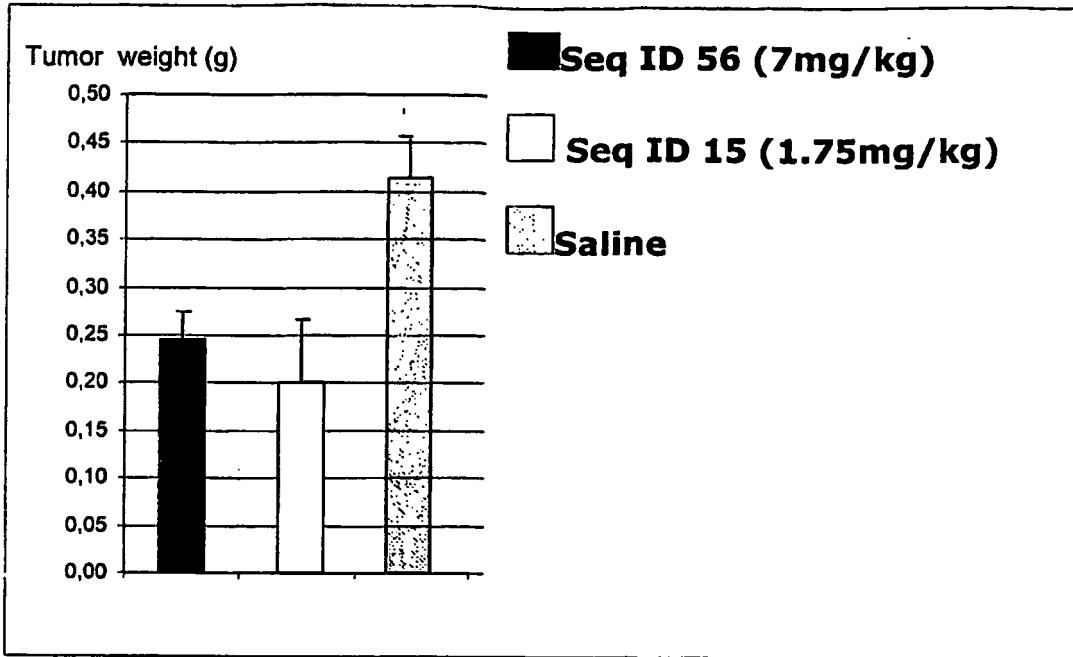 Tumor weight (g)
0,50
0,45
0,40
0,35
0,30
0,25
0,20
0,15
0,10
0,05
0,00
Seq ID 56 (7mg/kg)
Seq ID 15 (1.75mg/kg)
Saline